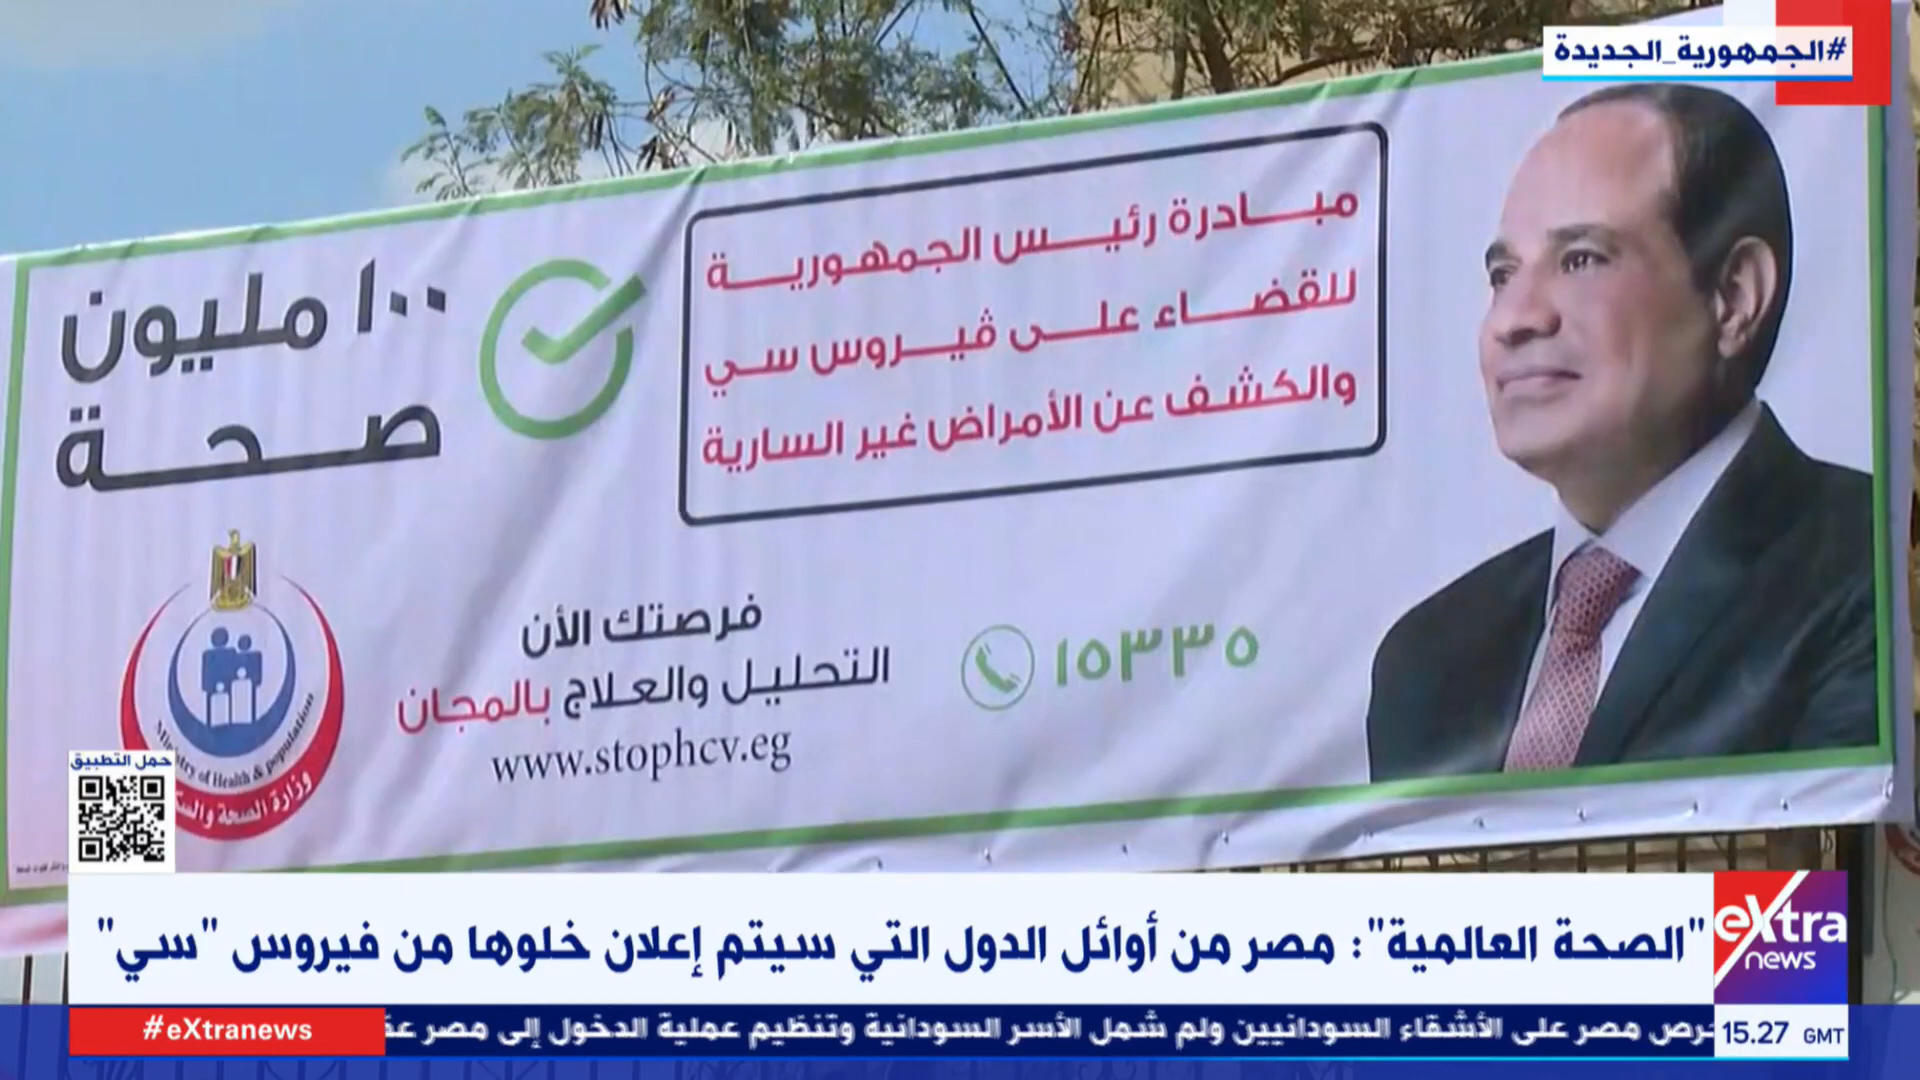 #الجمهورية_الجديدة
مبادرة رئيس الجمهورية
للقضاء على ڤيروس سي
والكشف عن الأمراض غير السارية
١٠٠ مليون
صحة
فرصتك الأن
التحليل والعلاج بالمجان
www.stophcv.eg
١٥٣٣٥
Ministry of Health & population
وزارة الصحة
حمل التطبيق
"الصحة العالمية": مصر من أوائل الدول التي سيتم إعلان خلوها من فيروس "سي"
eXtra
news
#eXtranews
مصر على الأشقاء السودانيين ولم شمل الأسر السودانية وتنظيم عملية الدخول إلى مصر
15.27 GMT